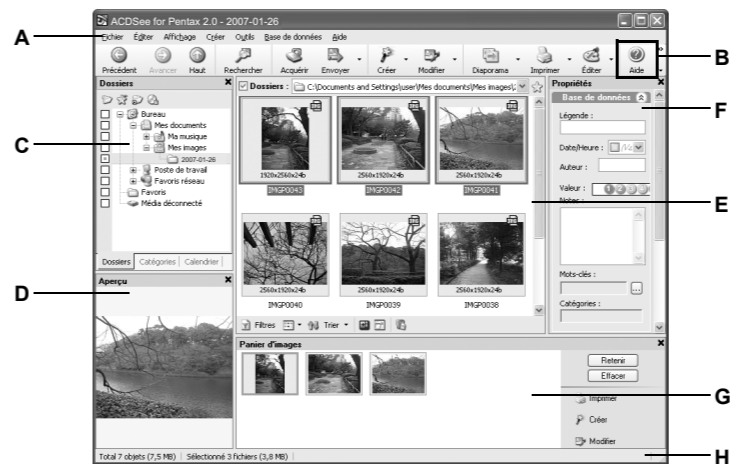 ACDSee for Pentax 2.0 - 2007-01-26
A
Fichier Éditer Affichage Créer Outils Base de données Aide
B
Précédent Avancer Haut Rechercher Acquérir Envoyer Créer Modifier Diaporama Imprimer Éditer Aide
Dossiers
Dossiers : C:\Documents and Settings\user\Mes documents\Mes images\
Propriétés
Base de données
F
Bureau
Mes documents
Ma musique
C
Mes images
2007-01-26
Poste de travail
Favoris réseau
Favoris
Média déconnecté
Légende :
Date/Heure :
Auteur :
Valeur :
Notes :
Mots-clés :
Catégories :
1920x2560x24b 2560x1920x24b 2560x1920x24b
IMGP0043 IMGP0042 IMGP0041
E
2560x1920x24b 2560x1920x24b 2560x1920x24b
IMGP0040 IMGP0039 IMGP0038
Dossiers Catégories Calendrier
D
Aperçu
Filtres Trier
Panier d'images
Retenir
Effacer
G
Imprimer
Créer
Modifier
Total 7 objets (7,5 MB) Sélectionné 3 fichiers (3,8 MB)
H